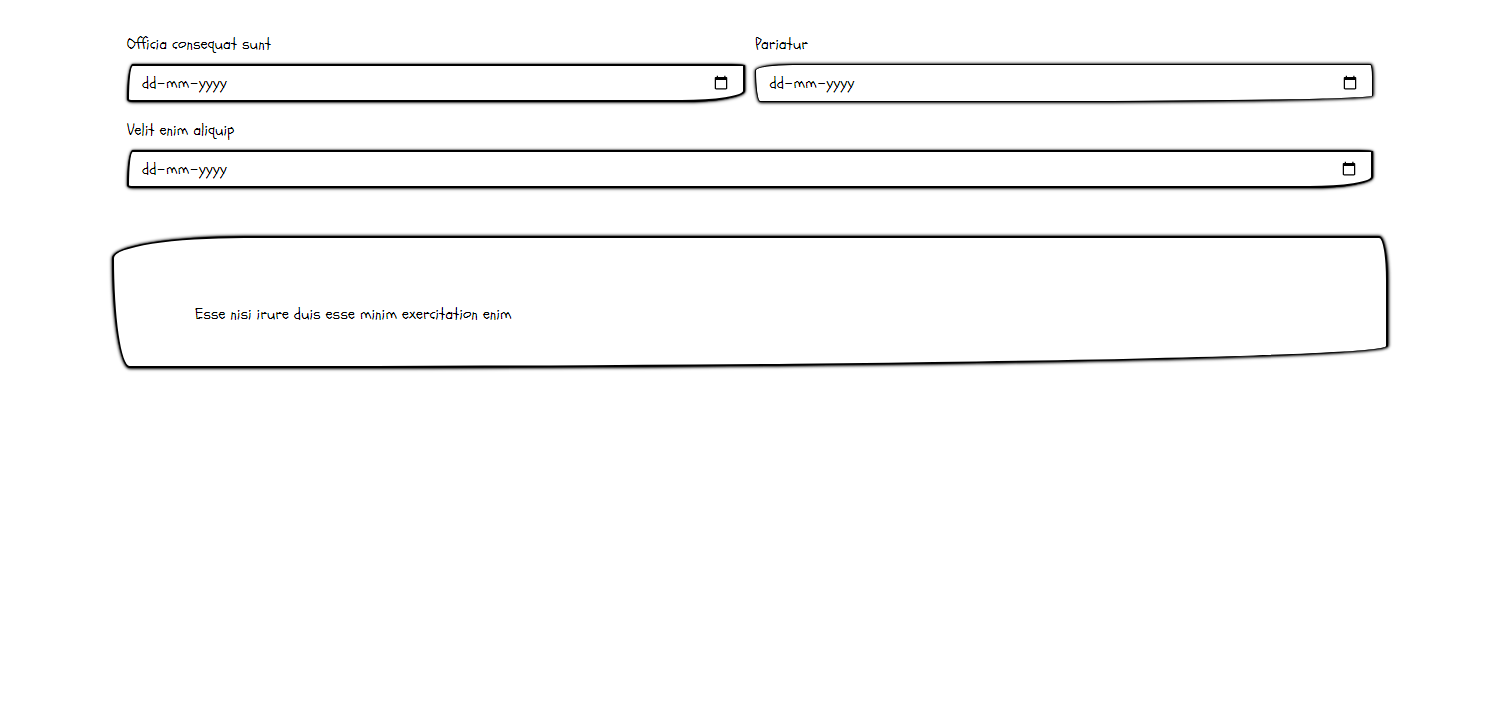 Officia consequat sunt
Pariatur
dd-mm-yyyy
dd-mm-yyyy
Velit enim aliquip
dd-mm-yyyy
Esse nisi irure duis esse minim exercitation enim